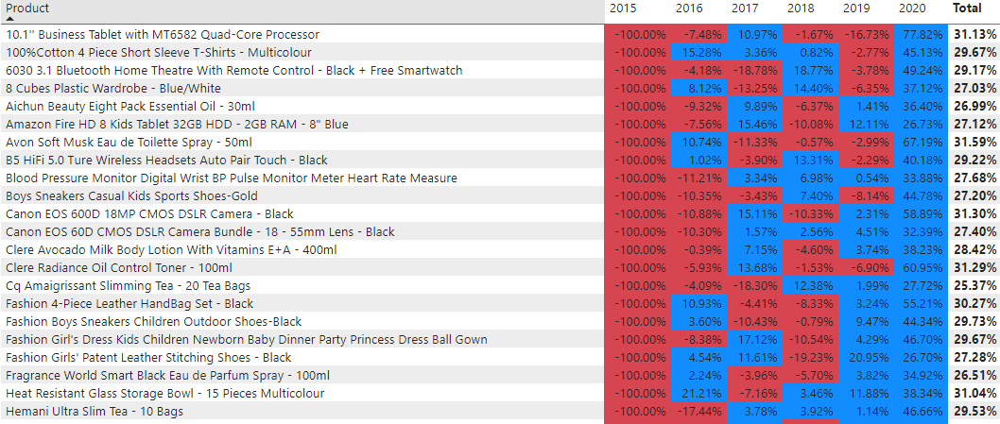 Product 2015 2016 2017 2018 2019 2020 Total
10.1" Business Tablet with MT6582 Quad-Core Processor -100.00% -7.48% 10.97% -1.67% -16.73% 77.82% 31.13%
100%Cotton 4 Piece Short Sleeve T-Shirts - Multicolour -100.00% 15.28% 3.36% 0.82% -2.77% 45.13% 29.67%
6030 3.1 Bluetooth Home Theatre With Remote Control - Black + Free Smartwatch -100.00% -4.18% -18.78% 18.77% -3.78% 49.24% 29.17%
8 Cubes Plastic Wardrobe - Blue/White -100.00% 8.12% -13.25% 14.40% -6.35% 37.12% 27.03%
Aichun Beauty Eight Pack Essential Oil - 30ml -100.00% -9.32% 9.89% -6.37% 1.41% 36.40% 26.99%
Amazon Fire HD 8 Kids Tablet 32GB HDD - 2GB RAM - 8" Blue -100.00% -7.56% 15.46% -10.08% 12.11% 26.73% 27.12%
Avon Soft Musk Eau de Toilette Spray - 50ml -100.00% 10.74% -11.33% -0.57% -2.99% 67.19% 31.59%
B5 HiFi 5.0 Ture Wireless Headsets Auto Pair Touch - Black -100.00% 1.02% -3.90% 13.31% -2.29% 40.18% 29.22%
Blood Pressure Monitor Digital Wrist BP Pulse Monitor Meter Heart Rate Measure -100.00% -11.21% 3.34% 6.98% 0.54% 33.88% 27.68%
Boys Sneakers Casual Kids Sports Shoes-Gold -100.00% -10.35% -3.43% 7.40% -8.14% 44.78% 27.20%
Canon EOS 600D 18MP CMOS DSLR Camera - Black -100.00% -10.88% 15.11% -10.33% 2.31% 58.89% 31.30%
Canon EOS 60D CMOS DSLR Camera Bundle - 18 - 55mm Lens - Black -100.00% -10.30% 1.57% 2.56% 4.51% 32.39% 27.40%
Clere Avocado Milk Body Lotion With Vitamins E+A - 400ml -100.00% -0.39% 7.15% -4.60% 3.74% 38.23% 28.42%
Clere Radiance Oil Control Toner - 100ml -100.00% -5.93% 13.68% -1.53% -6.90% 60.95% 31.29%
Cq Amaigrissant Slimming Tea - 20 Tea Bags -100.00% -4.09% -18.30% 12.38% 1.99% 27.72% 25.37%
Fashion 4-Piece Leather HandBag Set - Black -100.00% 10.93% -4.41% -8.33% 3.24% 55.21% 30.27%
Fashion Boys Sneakers Children Outdoor Shoes-Black -100.00% 3.60% -10.43% -0.79% 9.47% 44.34% 29.73%
Fashion Girl's Dress Kids Children Newborn Baby Dinner Party Princess Dress Ball Gown -100.00% -8.38% 17.12% -10.54% 4.29% 46.70% 29.67%
Fashion Girls' Patent Leather Stitching Shoes - Black -100.00% 4.54% 11.61% -19.23% 20.95% 26.70% 27.28%
Fragrance World Smart Black Eau de Parfum Spray - 100ml -100.00% 2.24% -3.96% -5.70% 3.82% 34.92% 26.51%
Heat Resistant Glass Storage Bowl - 15 Pieces Multicolour -100.00% 21.21% -7.16% 3.46% 11.88% 38.34% 31.04%
Hemani Ultra Slim Tea - 10 Bags -100.00% -17.44% 3.78% 3.92% 1.14% 46.66% 29.53%